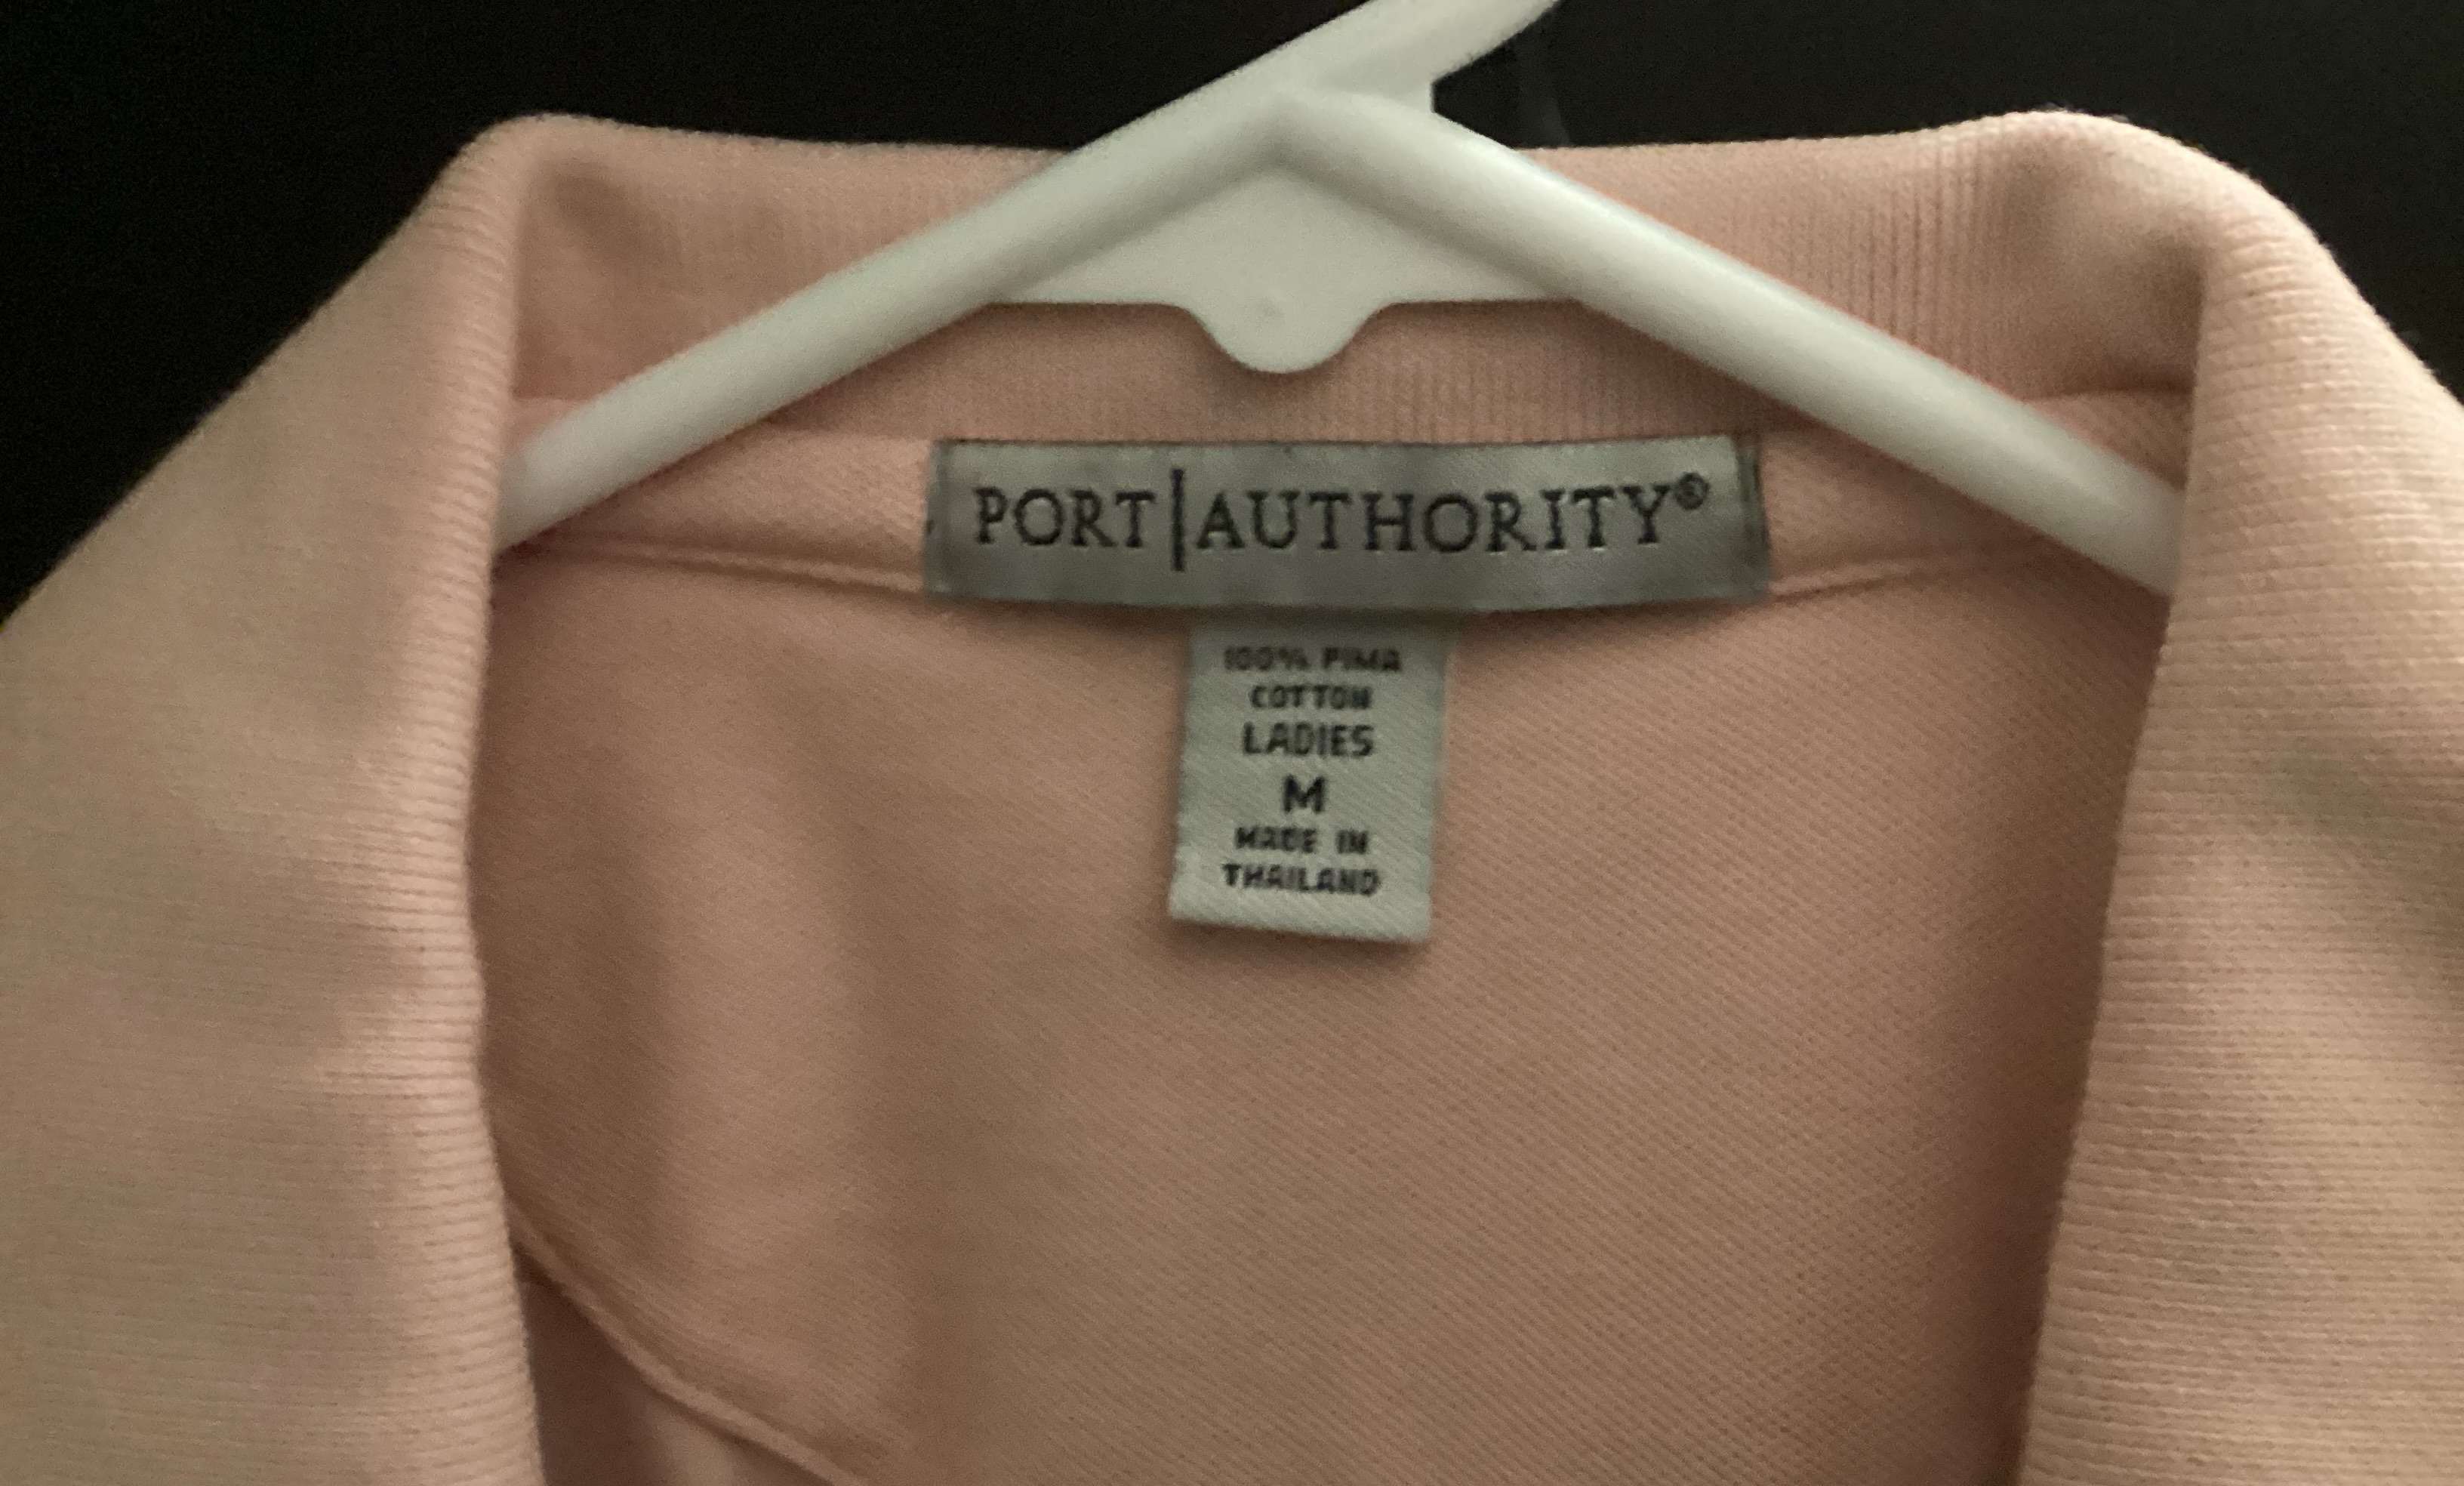 PORT|AUTHORITY®
100% PIMA
COTTON
LADIES
M
MADE IN
THAILAND